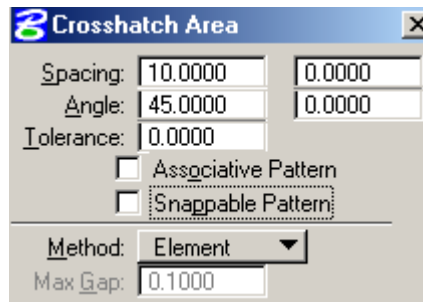 Crosshatch Area
Spacing: 10.0000 0.0000
Angle: 45.0000 0.0000
Tolerance: 0.0000
Associative Pattern
Snappable Pattern
Method: Element
Max Gap: 0.1000